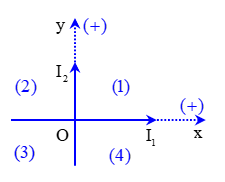 y (+)
I₂
(2) (1)
(+)
O I₁ x
(3) (4)